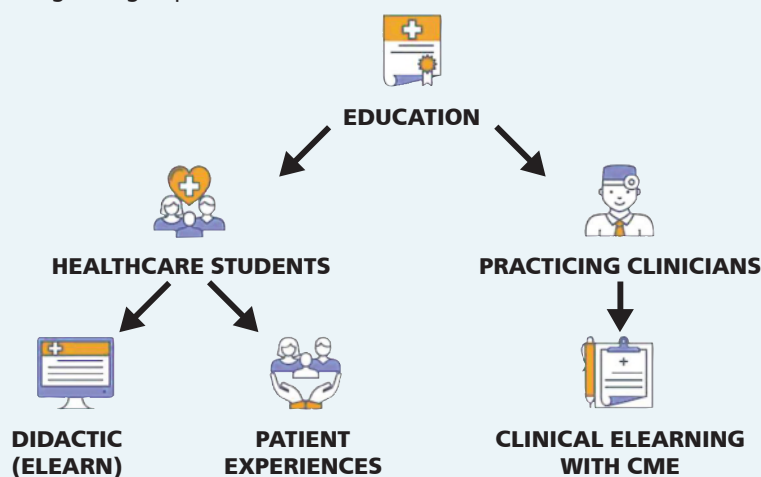 EDUCATION
HEALTHCARE STUDENTS
PRACTICING CLINICIANS
DIDACTIC
(ELEARN)
PATIENT
EXPERIENCES
CLINICAL ELEARNING
WITH CME